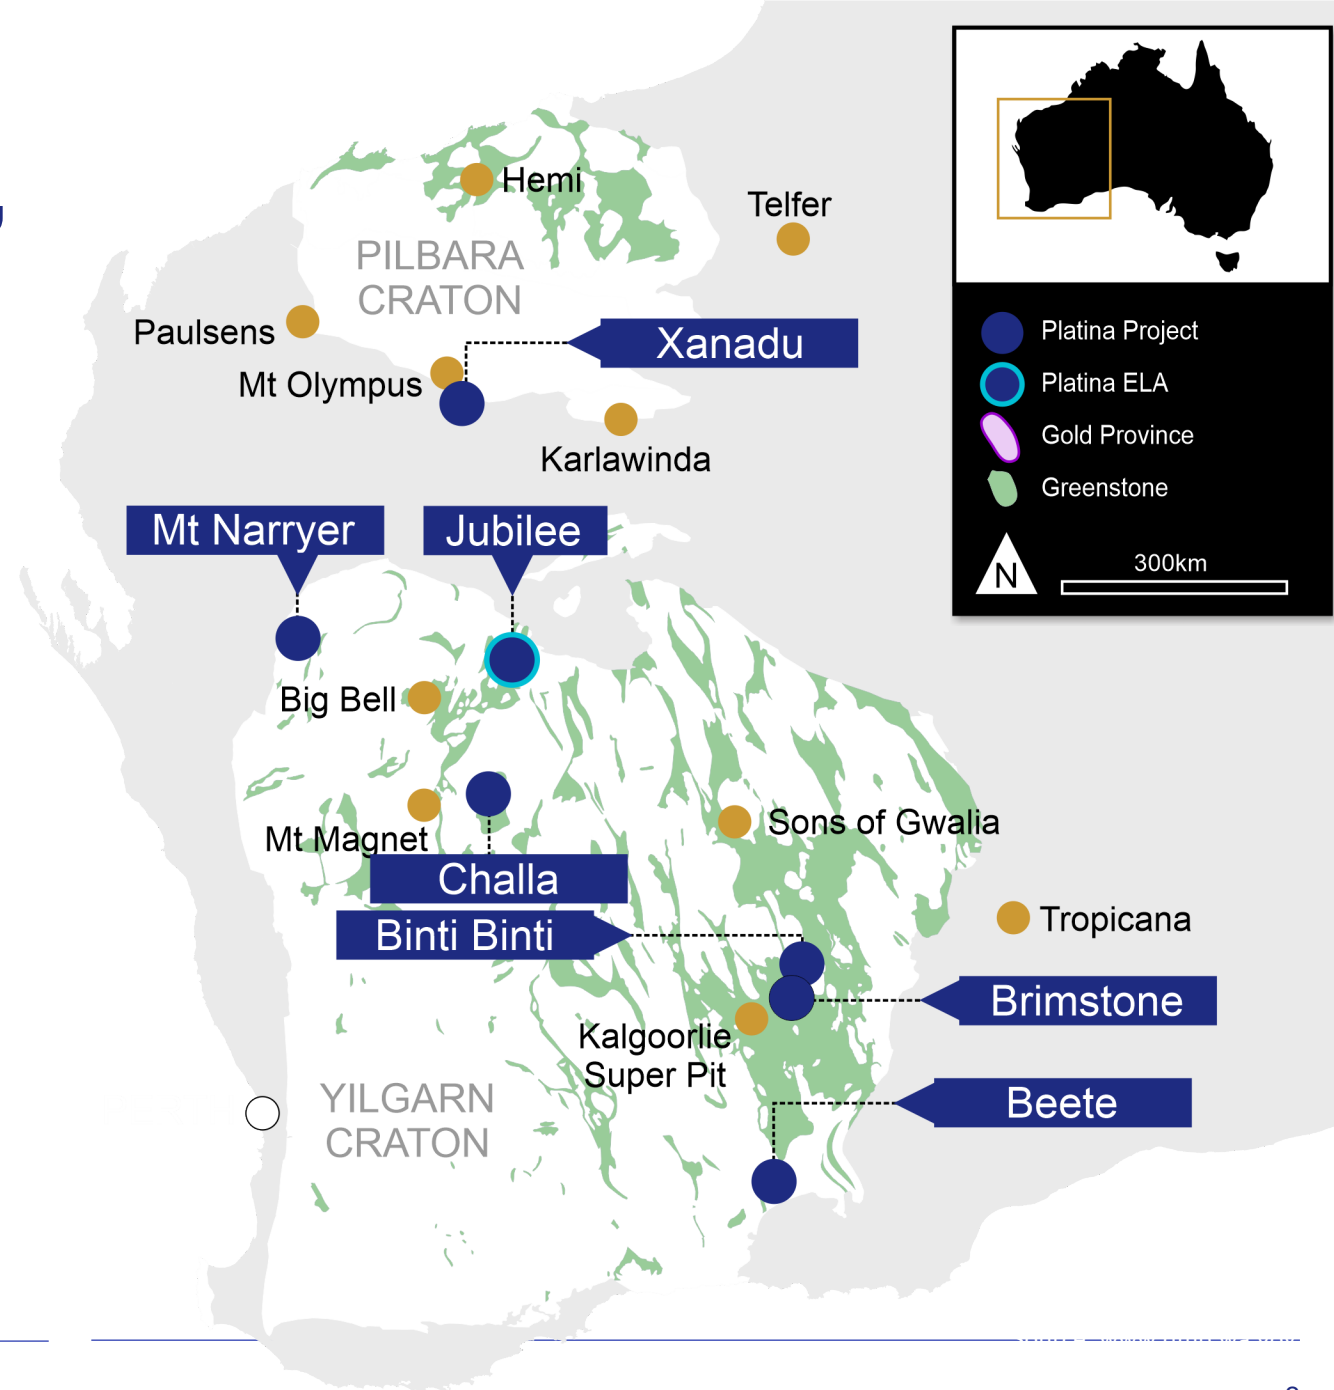 Hemi
Telfer
PILBARA
CRATON
Paulsens
Xanadu
Mt Olympus
Karlawinda
Platina Project
Platina ELA
Gold Province
Greenstone
N
300km
Mt Narryer
Jubilee
Big Bell
Mt Magnet
Sons of Gwalia
Challa
Binti Binti
Tropicana
Brimstone
Kalgoorlie
Super Pit
Beete
YILGARN
CRATON